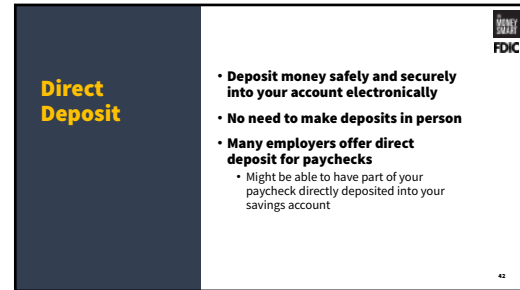 MONEY
SMART
FDIC
Direct
Deposit
• Deposit money safely and securely
into your account electronically
• No need to make deposits in person
• Many employers offer direct
deposit for paychecks
• Might be able to have part of your
paycheck directly deposited into your
savings account
42